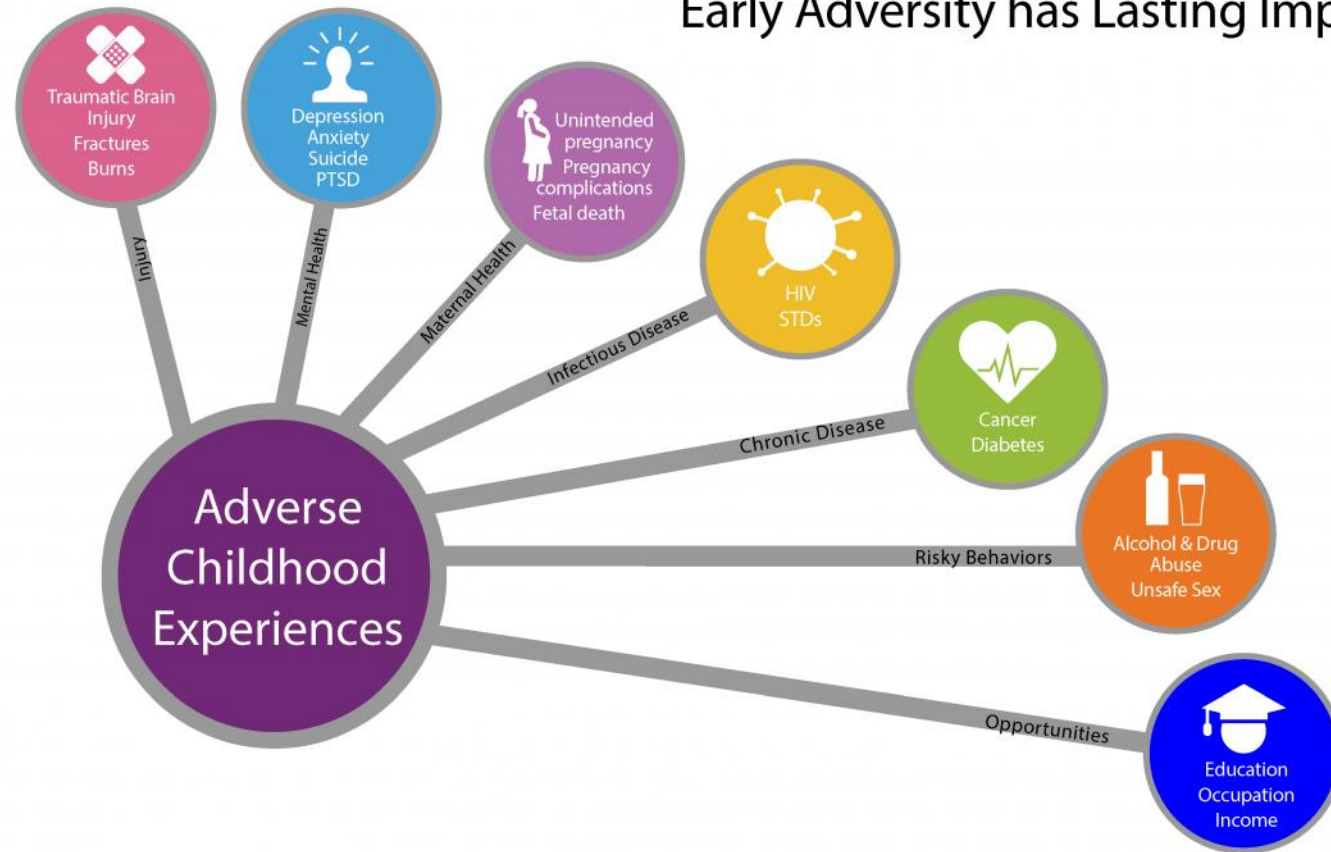 Early Adversity has Lasting Imp
Traumatic Brain
Injury
Fractures
Burns
Injury
Depression
Anxiety
Suicide
PTSD
Mental Health
Unintended
pregnancy
Pregnancy
complications
Fetal death
Maternal Health
HIV
STDs
Infectious Disease
Cancer
Diabetes
Chronic Disease
Alcohol & Drug
Abuse
Unsafe Sex
Risky Behaviors
Education
Occupation
Income
Opportunities
Adverse
Childhood
Experiences